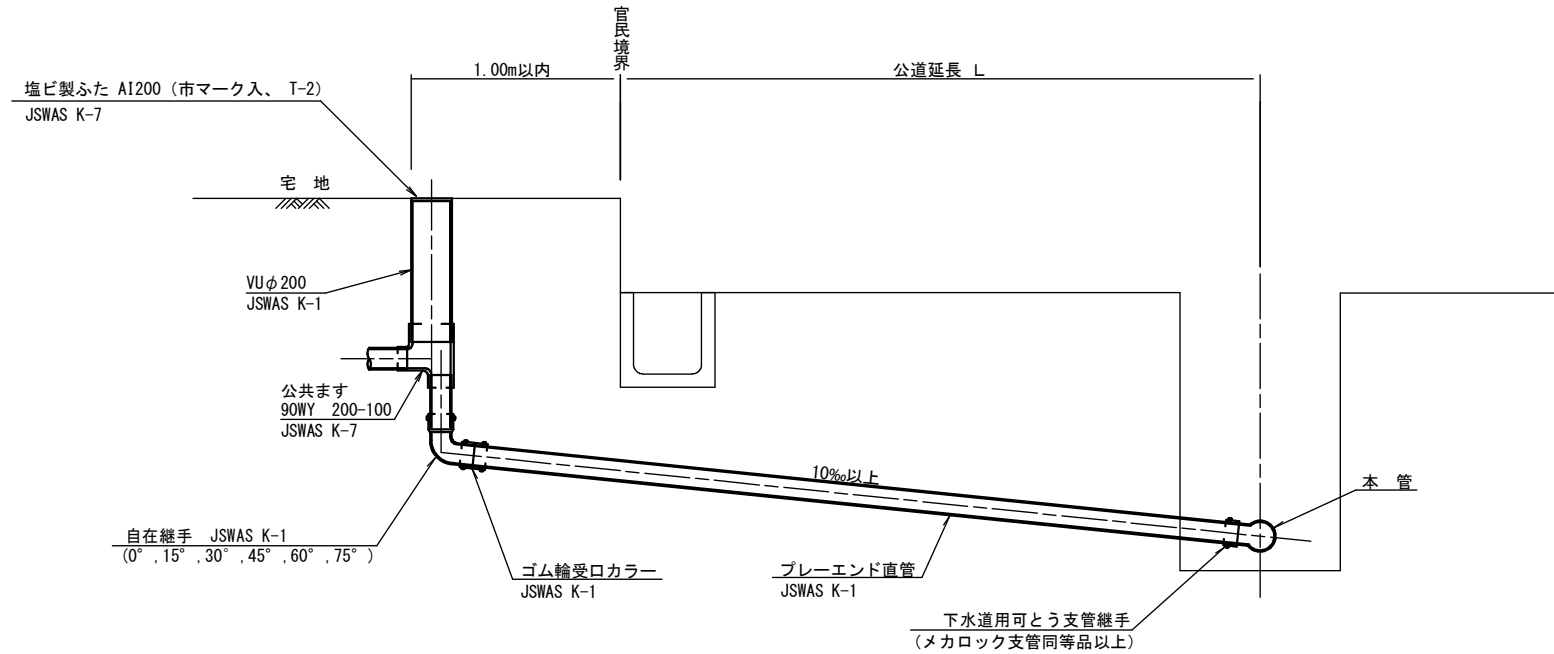 官民境界
1.00m以内
公道延長 L
塩ビ製ふた AI200（市マーク入、 T-2）
JSWAS K-7
宅 地
VUφ200
JSWAS K-1
公共ます
90WY 200-100
JSWAS K-7
10‰以上
本 管
自在継手 JSWAS K-1
(0°,15°,30°,45°,60°,75°)
ゴム輪受口カラー
JSWAS K-1
プレーエンド直管
JSWAS K-1
下水道用可とう支管継手
(メカロック支管同等品以上)